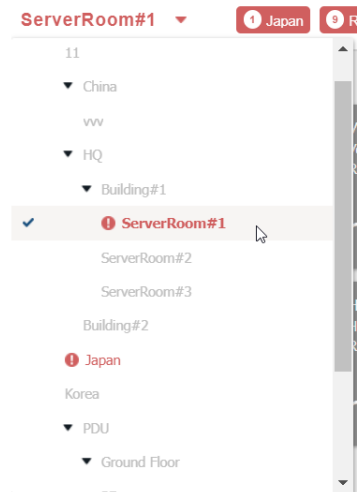 ServerRoom#1
1 Japan
9 R
11
China
vvv
HQ
Building#1
ServerRoom#1
ServerRoom#2
ServerRoom#3
Building#2
Japan
Korea
PDU
Ground Floor